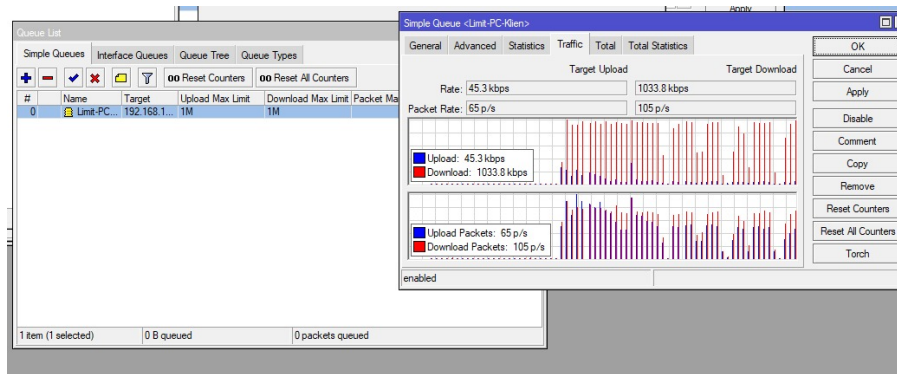 Apply
Queue List
Simple Queues Interface Queues Queue Tree Queue Types
00 Reset Counters 00 Reset All Counters
# Name Target Upload Max Limit Download Max Limit Packet Ma
0 Limit-PC... 192.168.1... 1M 1M
1 item (1 selected) 0 B queued 0 packets queued
Simple Queue <Limit-PC-Klien>
General Advanced Statistics Traffic Total Total Statistics
Target Upload Target Download
Rate: 45.3 kbps 1033.8 kbps
Packet Rate: 65 p/s 105 p/s
Upload: 45.3 kbps
Download: 1033.8 kbps
Upload Packets: 65 p/s
Download Packets: 105 p/s
enabled
OK
Cancel
Apply
Disable
Comment
Copy
Remove
Reset Counters
Reset All Counters
Torch